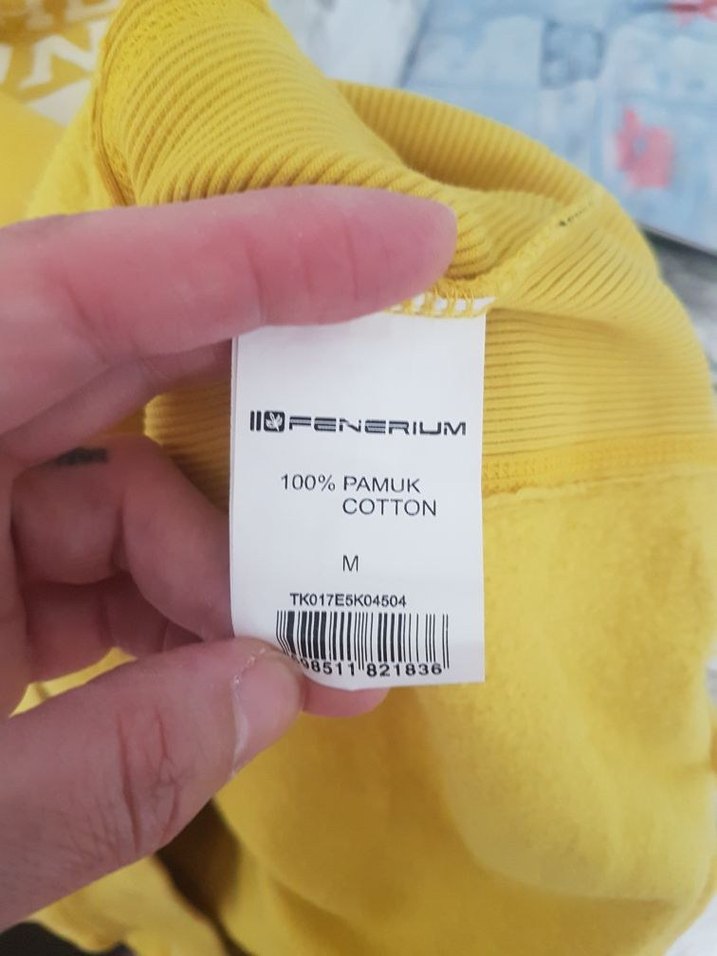 FENERIUM
100% PAMUK
COTTON
M
TK017E5K04504
98511 821836